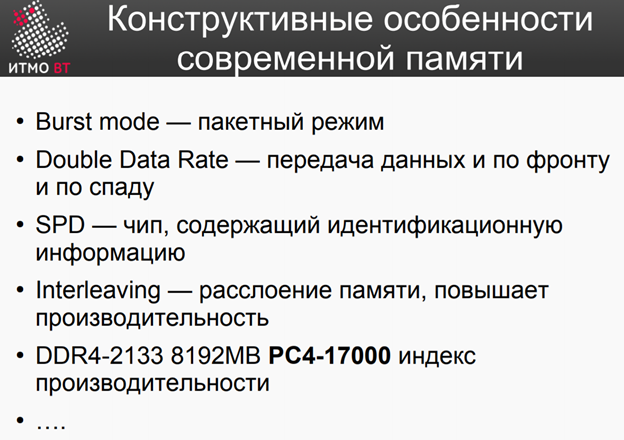 ИТМО ВТ
Конструктивные особенности
современной памяти
• Burst mode — пакетный режим
• Double Data Rate — передача данных и по фронту
и по спаду
• SPD — чип, содержащий идентификационную
информацию
• Interleaving — расслоение памяти, повышает
производительность
• DDR4-2133 8192MB PC4-17000 индекс
производительности
• ....